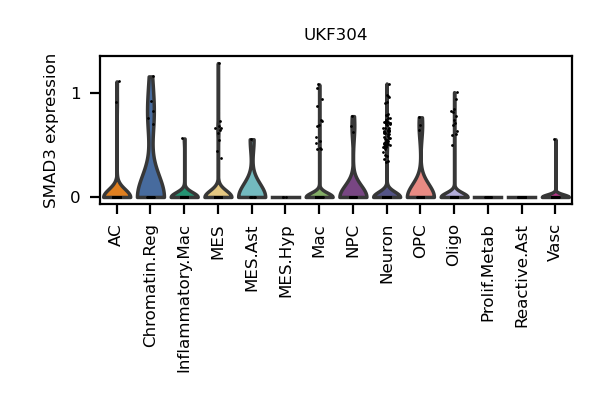 UKF304
SMAD3 expression
1
0
AC
Chromatin.Reg
Inflammatory.Mac
MES
MES.Ast
MES.Hyp
Mac
NPC
Neuron
OPC
Oligo
Prolif.Metab
Reactive.Ast
Vasc